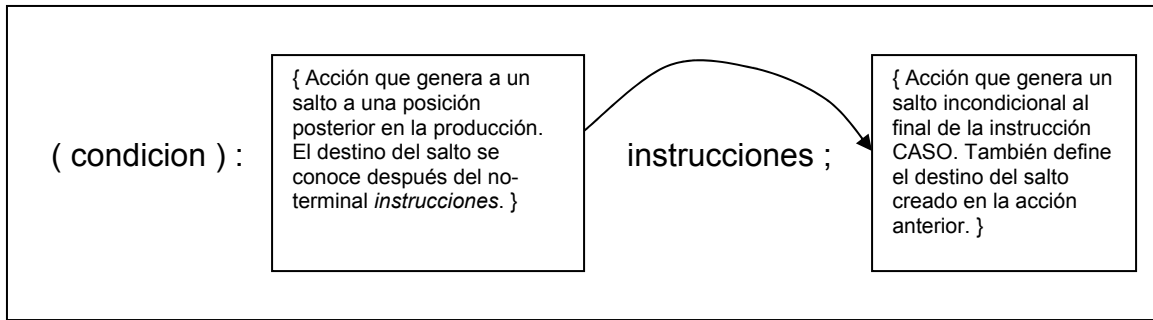 ( condicion ) :
{ Acción que genera a un
salto a una posición
posterior en la producción.
El destino del salto se
conoce después del no-
terminal instrucciones. }
instrucciones ;
{ Acción que genera un
salto incondicional al
final de la instrucción
CASO. También define
el destino del salto
creado en la acción
anterior. }